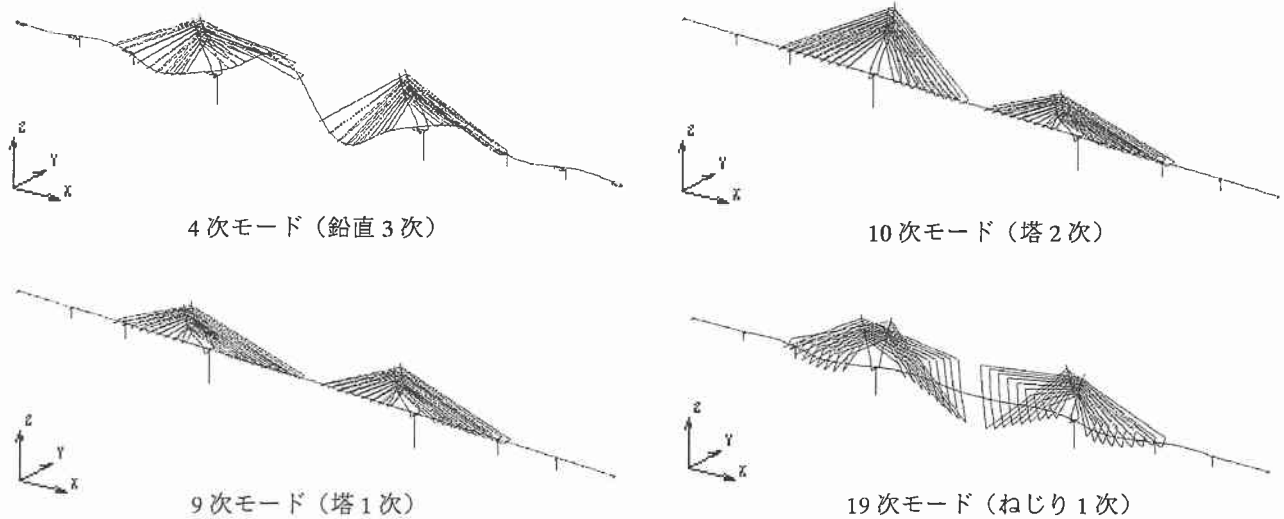 Z
Y
X
4次モード（鉛直3次）
Z
Y
X
10次モード（塔2次）
Z
Y
X
9次モード（塔1次）
Z
Y
X
19次モード（ねじり1次）